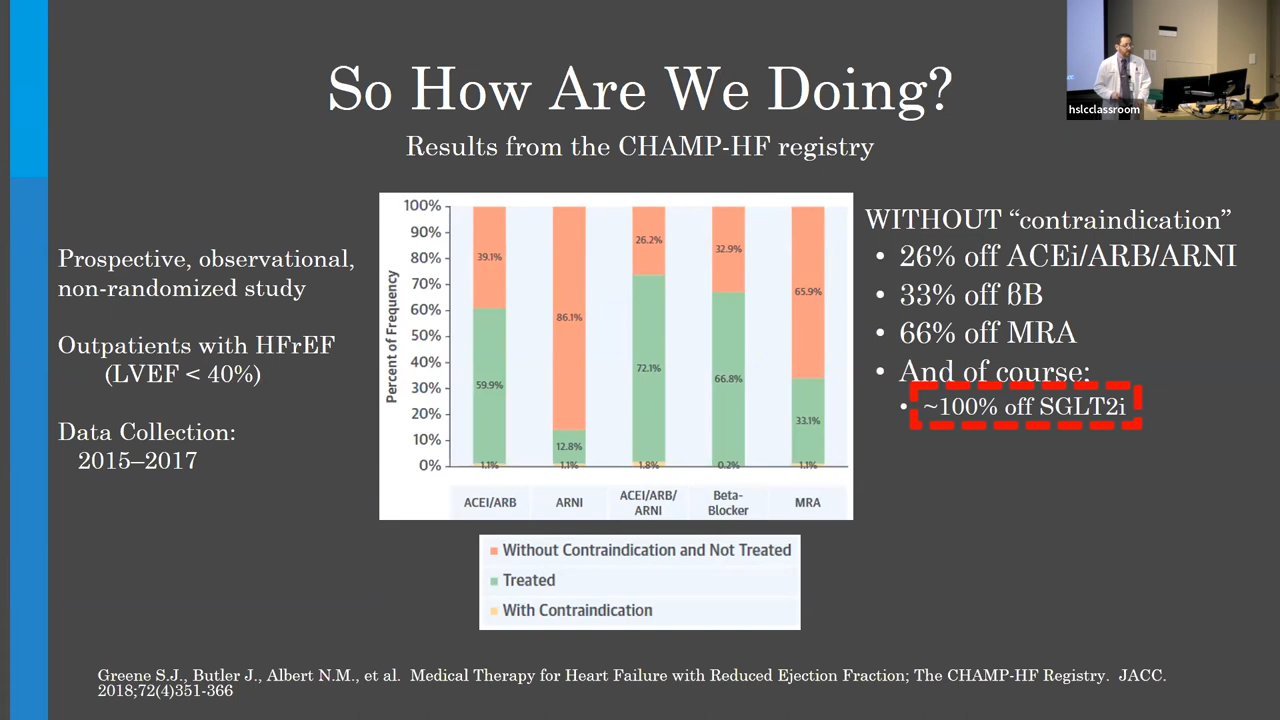 So How Are We Doing?
Results from the CHAMP-HF registry
hslcclassroom
Prospective, observational,
non-randomized study
Outpatients with HFrEF
(LVEF < 40%)
Data Collection:
2015–2017
Percent of Frequency
100%
90%
80%
70%
60%
50%
40%
30%
20%
10%
0%
39.1%
59.9%
1.1%
86.1%
12.8%
1.1%
26.2%
72.1%
1.8%
32.9%
66.8%
0.2%
65.9%
33.1%
1.1%
ACEI/ARB
ARNI
ACEI/ARB/
ARNI
Beta-
Blocker
MRA
Without Contraindication and Not Treated
Treated
With Contraindication
WITHOUT “contraindication”
• 26% off ACEi/ARB/ARNI
• 33% off βB
• 66% off MRA
• And of course:
• ~100% off SGLT2i
Greene S.J., Butler J., Albert N.M., et al. Medical Therapy for Heart Failure with Reduced Ejection Fraction; The CHAMP-HF Registry. JACC.
2018;72(4)351-366